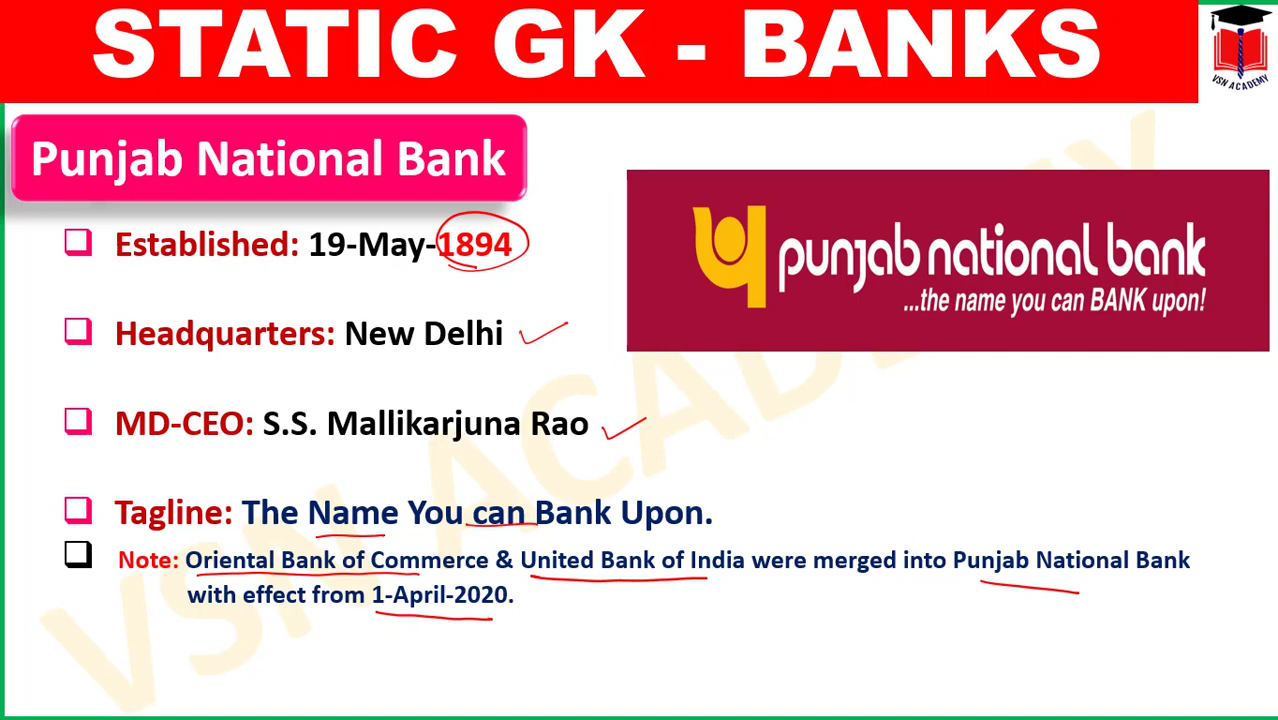 STATIC GK - BANKS
VSN ACADEMY
Punjab National Bank
Established: 19-May-1894
punjab national bank
...the name you can BANK upon!
Headquarters: New Delhi
MD-CEO: S.S. Mallikarjuna Rao
Tagline: The Name You can Bank Upon.
Note: Oriental Bank of Commerce & United Bank of India were merged into Punjab National Bank
with effect from 1-April-2020.
VSN ACADEMY